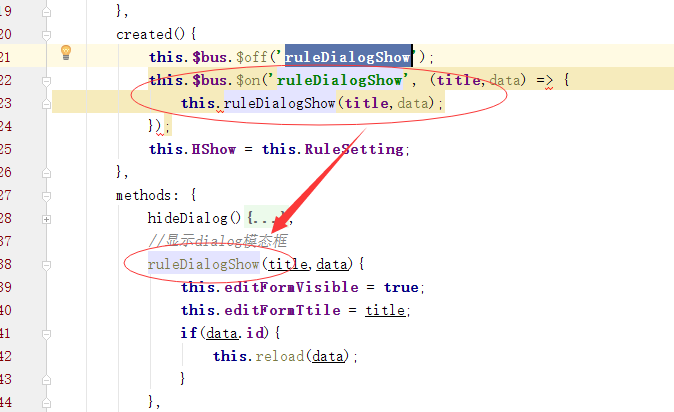 19 },
20 created(){
21 this.$bus.$off('ruleDialogShow');
22 this.$bus.$on('ruleDialogShow', (title,data) => {
23 this.ruleDialogShow(title,data);
24 });
25 this.HShow = this.RuleSetting;
26 },
27 methods: {
28 hideDialog(){...},
37 //显示dialog模态框
38 ruleDialogShow(title,data){
39 this.editFormVisible = true;
40 this.editFormTtile = title;
41 if(data.id){
42 this.reload(data);
43 }
44 },